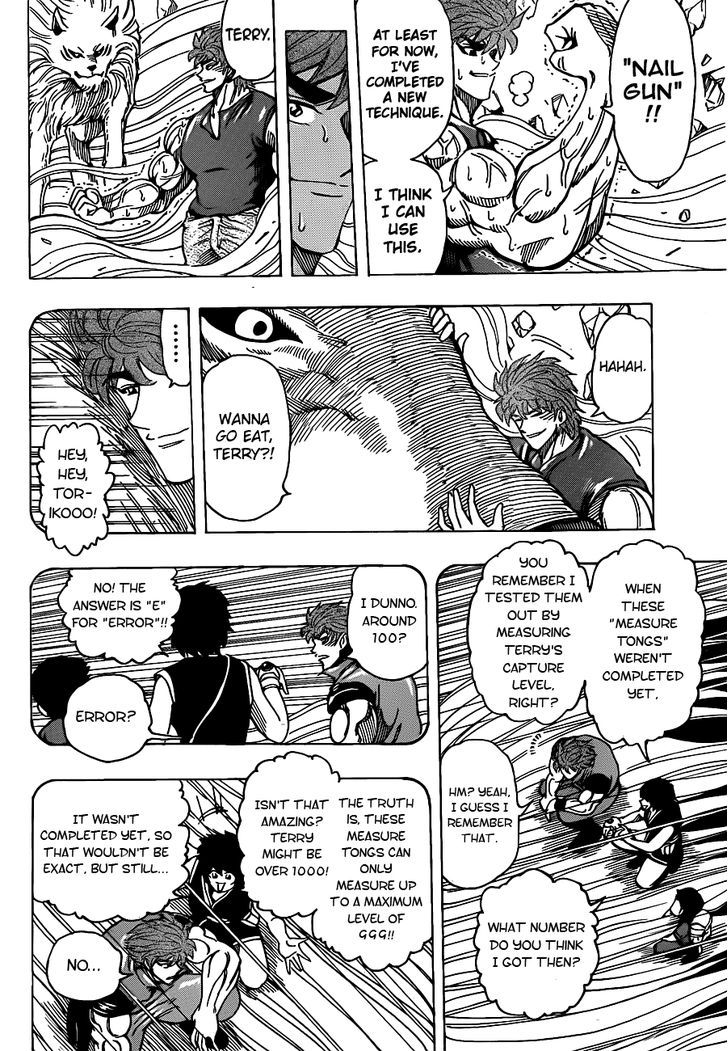 "NAIL
GUN"
!!
AT LEAST
FOR NOW,
I'VE
COMPLETED
A NEW
TECHNIQUE.
I THINK
I CAN
USE
THIS.
TERRY.
HAHAH.
WANNA
GO EAT,
TERRY?!
......
HEY,
HEY,
TOR-
IKOOO!
WHEN
THESE
"MEASURE
TONGS"
WEREN'T
COMPLETED
YET,
YOU
REMEMBER I
TESTED THEM
OUT BY
MEASURING
TERRY'S
CAPTURE
LEVEL,
RIGHT?
HM? YEAH,
I GUESS I
REMEMBER
THAT.
WHAT NUMBER
DO YOU THINK
I GOT THEN?
I DUNNO.
AROUND
100?
NO! THE
ANSWER IS "E"
FOR "ERROR"!!
ERROR?
THE TRUTH
IS, THESE
MEASURE
TONGS CAN
ONLY
MEASURE UP
TO A MAXIMUM
LEVEL OF
GGG!!
ISN'T THAT
AMAZING?
TERRY
MIGHT BE
OVER 1000!
IT WASN'T
COMPLETED YET, SO
THAT WOULDN'T BE
EXACT, BUT STILL...
NO...